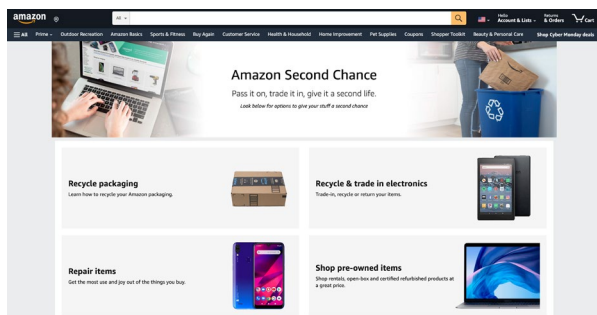 amazon
All
Hello
Account & Lists
Returns
& Orders
Cart
All Prime Outdoor Recreation Amazon Basics Sports & Fitness Buy Again Customer Service Health & Household Home Improvement Pet Supplies Coupons Shopper Toolkit Beauty & Personal Care Shop Cyber Monday deals
Amazon Second Chance
Pass it on, trade it in, give it a second life.
Look below for options to give your stuff a second chance
Recycle packaging
Learn how to recycle your Amazon packaging.
Recycle & trade in electronics
Trade-in, recycle or return your items.
Repair items
Get the most use and joy out of the things you buy.
Shop pre-owned items
Shop rentals, open-box and certified refurbished products at
a great price.